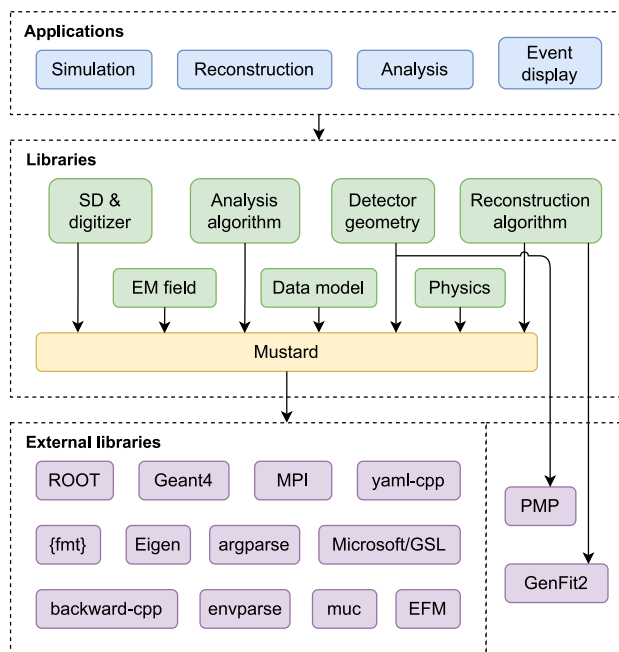 Applications
Simulation
Reconstruction
Analysis
Event
display
Libraries
SD &
digitizer
Analysis
algorithm
Detector
geometry
Reconstruction
algorithm
EM field
Data model
Physics
Mustard
External libraries
ROOT
Geant4
MPI
yaml-cpp
{fmt}
Eigen
argparse
Microsoft/GSL
backward-cpp
envparse
muc
EFM
PMP
GenFit2